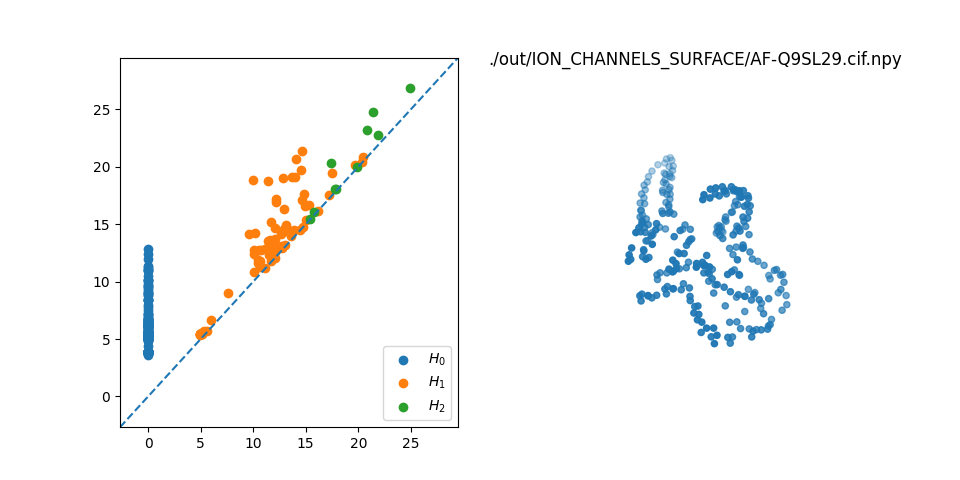 ./out/ION_CHANNELS_SURFACE/AF-Q9SL29.cif.npy
25
20
15
10
5
0
H₀
H₁
H₂
0 5 10 15 20 25